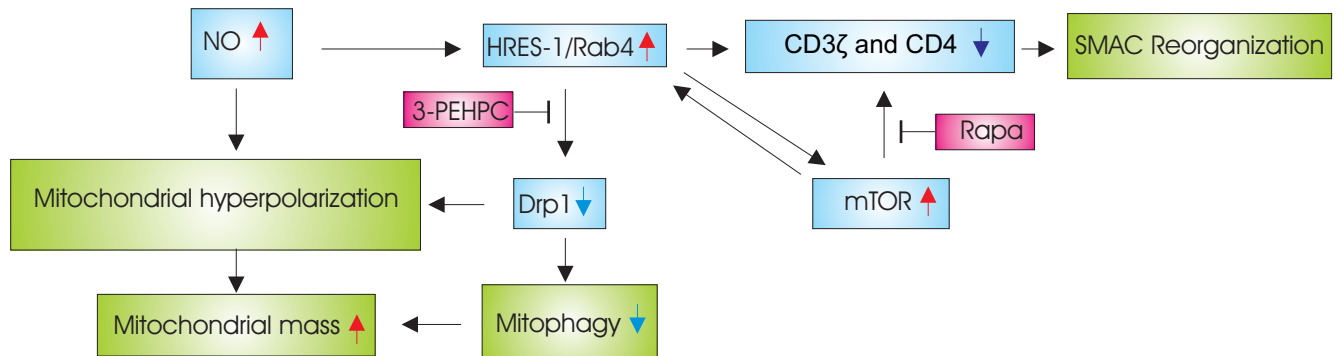 NO
HRES-1/Rab4
CD3ζ and CD4
SMAC Reorganization
3-PEHPC
Rapa
Mitochondrial hyperpolarization
Drp1
mTOR
Mitochondrial mass
Mitophagy